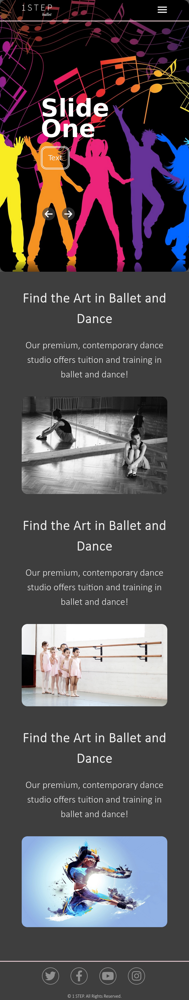 1 STEP
ballet
Slide
One
Text
Find the Art in Ballet and
Dance
Our premium, contemporary dance
studio offers tuition and training in
ballet and dance!
Find the Art in Ballet and
Dance
Our premium, contemporary dance
studio offers tuition and training in
ballet and dance!
Find the Art in Ballet and
Dance
Our premium, contemporary dance
studio offers tuition and training in
ballet and dance!
© 1 STEP. All Rights Reserved.